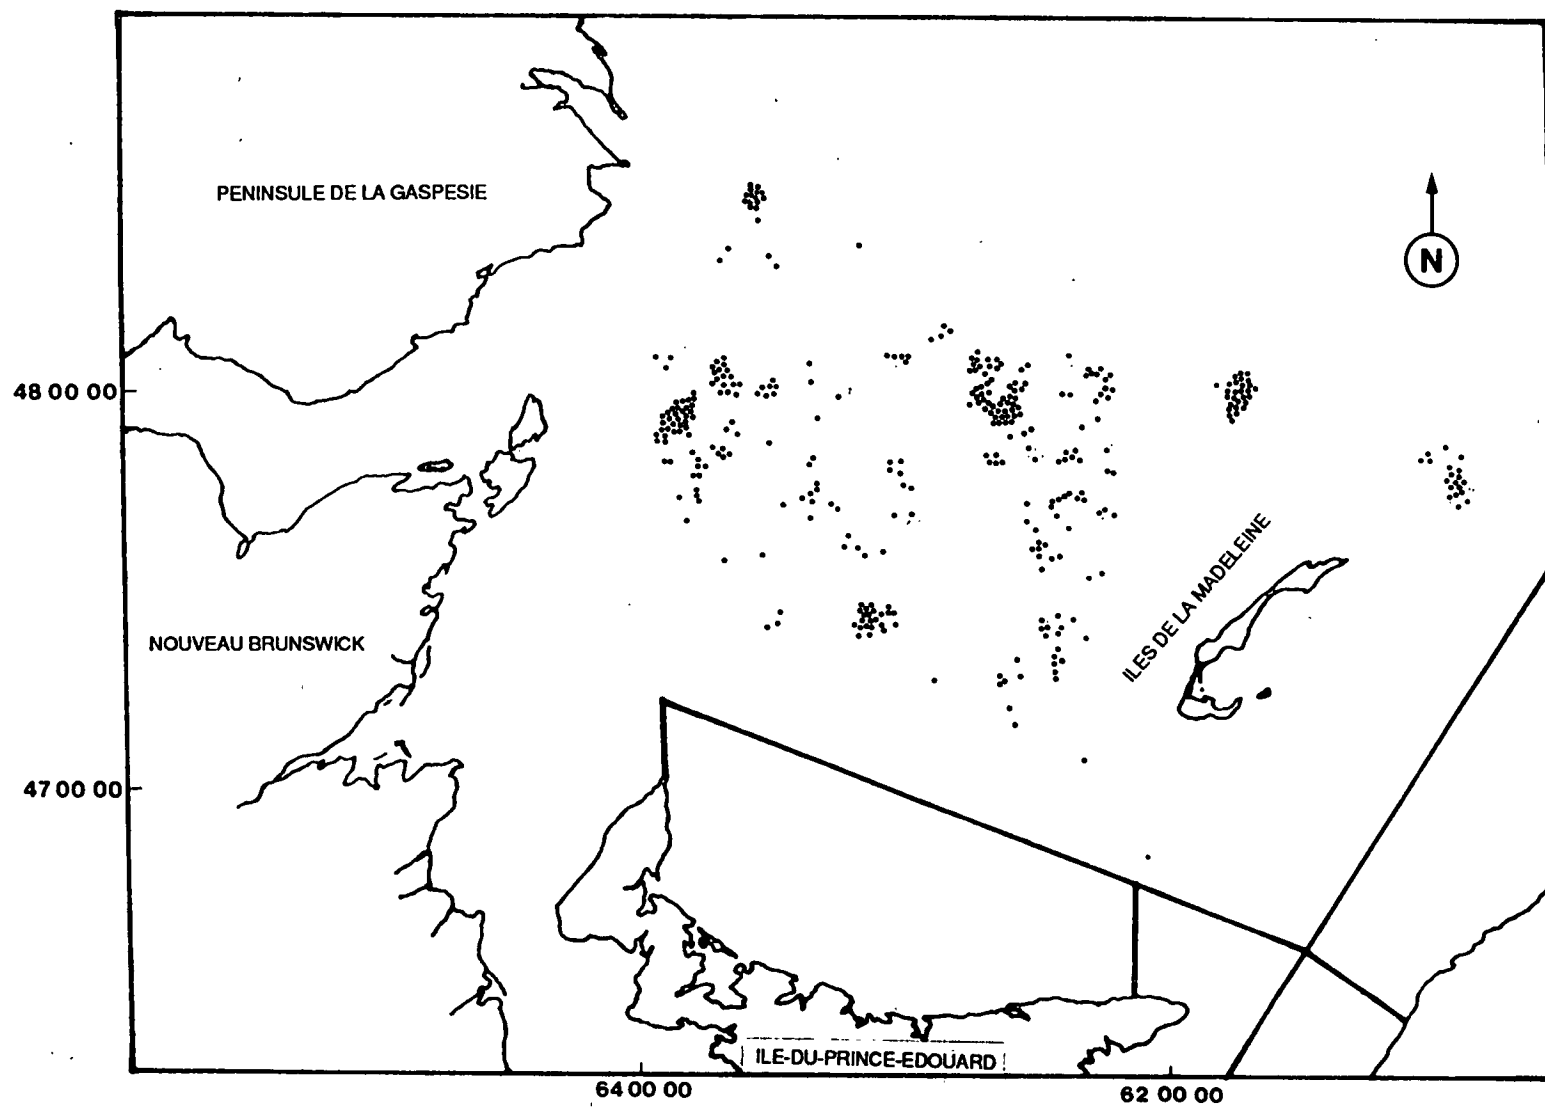 PENINSULE DE LA GASPESIE
N
48 00 00
ILES DE LA MADELEINE
NOUVEAU BRUNSWICK
47 00 00
ILE-DU-PRINCE-EDOUARD
64 00 00
62 00 00